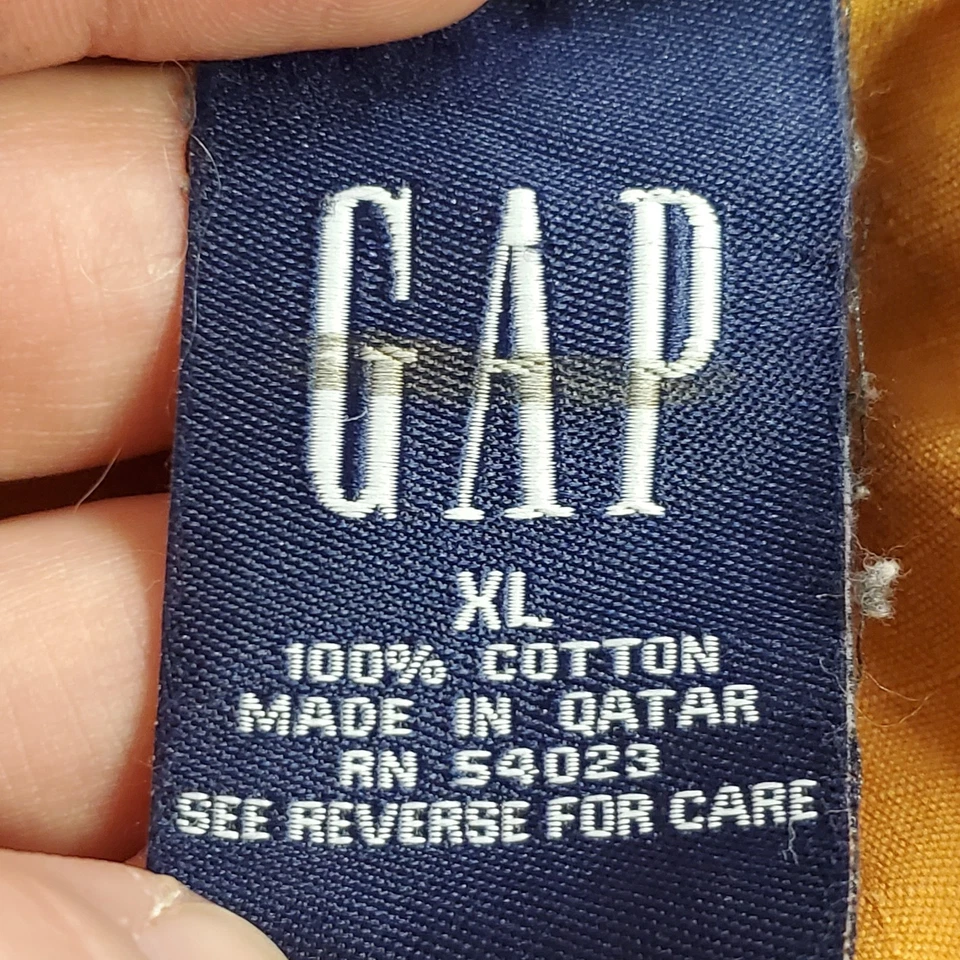 GAP
XL
100% COTTON
MADE IN QATAR
RN 54023
SEE REVERSE FOR CARE